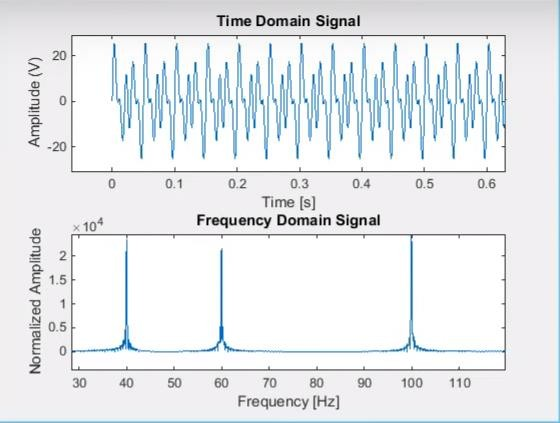 Time Domain Signal
20
0
-20
Amplitude (V)
0 0.1 0.2 0.3 0.4 0.5 0.6
Time [s]
Frequency Domain Signal
× 10⁴
2
1.5
1
0.5
0
Normalized Amplitude
30 40 50 60 70 80 90 100 110
Frequency [Hz]